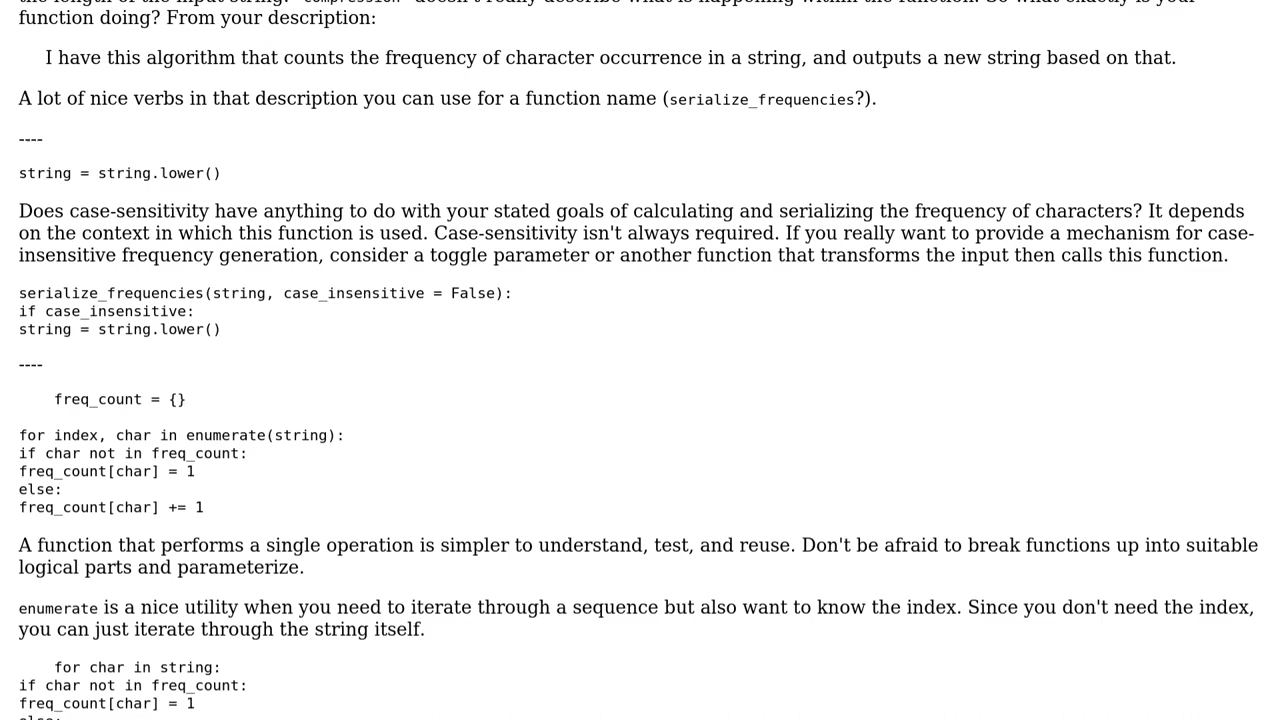 function doing? From your description:
I have this algorithm that counts the frequency of character occurrence in a string, and outputs a new string based on that.
A lot of nice verbs in that description you can use for a function name (serialize_frequencies?).
----
string = string.lower()
Does case-sensitivity have anything to do with your stated goals of calculating and serializing the frequency of characters? It depends
on the context in which this function is used. Case-sensitivity isn't always required. If you really want to provide a mechanism for case-
insensitive frequency generation, consider a toggle parameter or another function that transforms the input then calls this function.
serialize_frequencies(string, case_insensitive = False):
if case_insensitive:
string = string.lower()
----
    freq_count = {}
for index, char in enumerate(string):
if char not in freq_count:
freq_count[char] = 1
else:
freq_count[char] += 1
A function that performs a single operation is simpler to understand, test, and reuse. Don't be afraid to break functions up into suitable
logical parts and parameterize.
enumerate is a nice utility when you need to iterate through a sequence but also want to know the index. Since you don't need the index,
you can just iterate through the string itself.
    for char in string:
if char not in freq_count:
freq_count[char] = 1